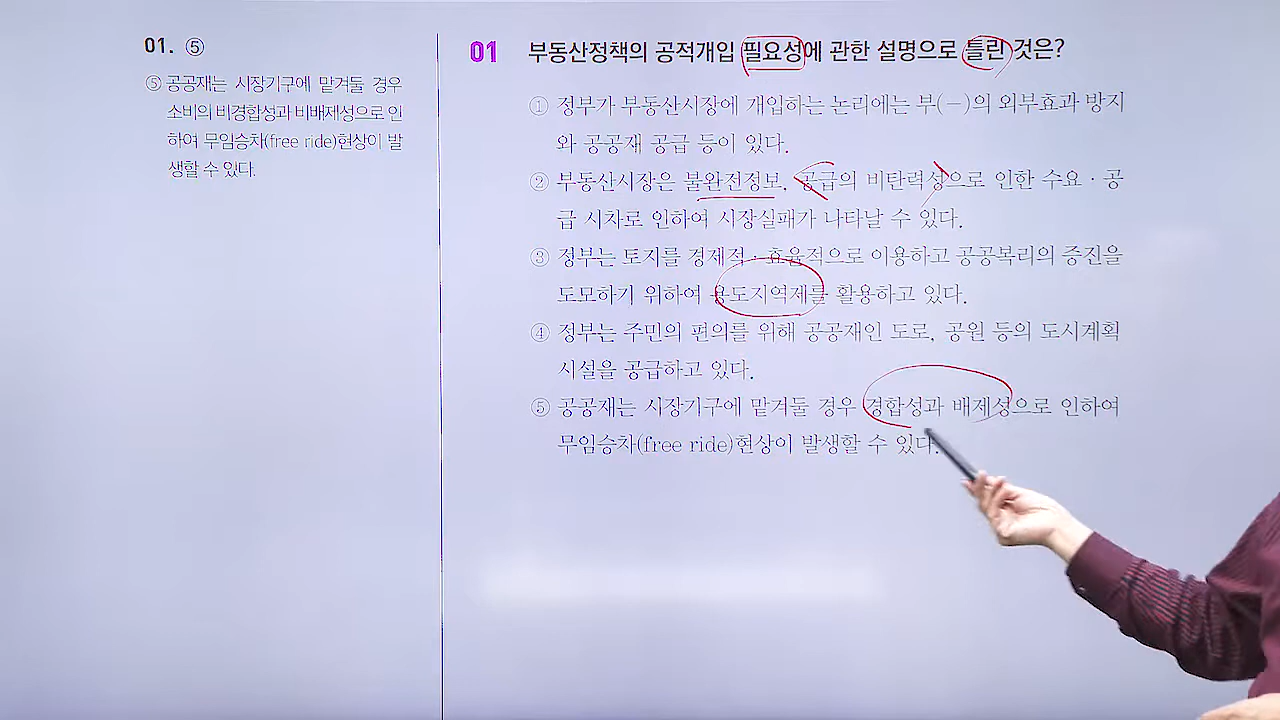 01. ⑤
⑤ 공공재는 시장기구에 맡겨둘 경우
소비의 비경합성과 비배제성으로 인
하여 무임승차(free ride)현상이 발
생할 수 있다.
01 부동산정책의 공적개입 필요성에 관한 설명으로 틀린 것은?
① 정부가 부동산시장에 개입하는 논리에는 부(-)의 외부효과 방지
와 공공재 공급 등이 있다.
② 부동산시장은 불완전정보, 공급의 비탄력성으로 인한 수요·공
급 시차로 인하여 시장실패가 나타날 수 있다.
③ 정부는 토지를 경제적·효율적으로 이용하고 공공복리의 증진을
도모하기 위하여 용도지역제를 활용하고 있다.
④ 정부는 주민의 편의를 위해 공공재인 도로, 공원 등의 도시계획
시설을 공급하고 있다.
⑤ 공공재는 시장기구에 맡겨둘 경우 경합성과 배제성으로 인하여
무임승차(free ride)현상이 발생할 수 있다.